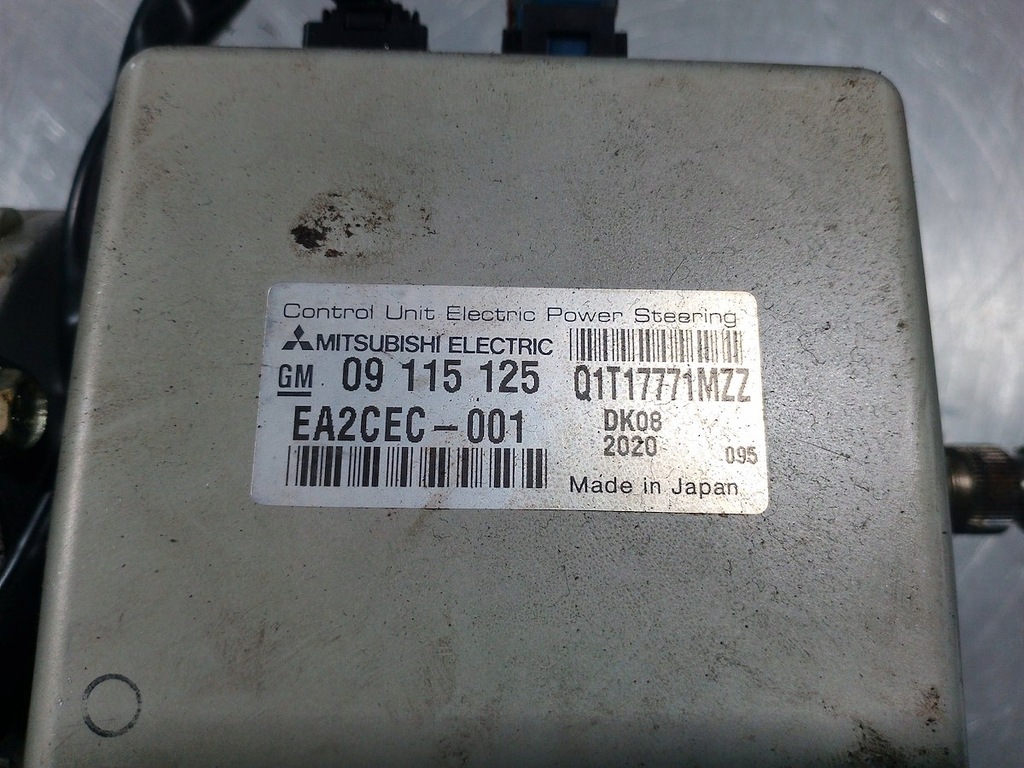 Control Unit Electric Power Steering
MITSUBISHI ELECTRIC
GM 09 115 125
Q1T17771MZZ
EA2CEC-001
DK08
2020
095
Made in Japan